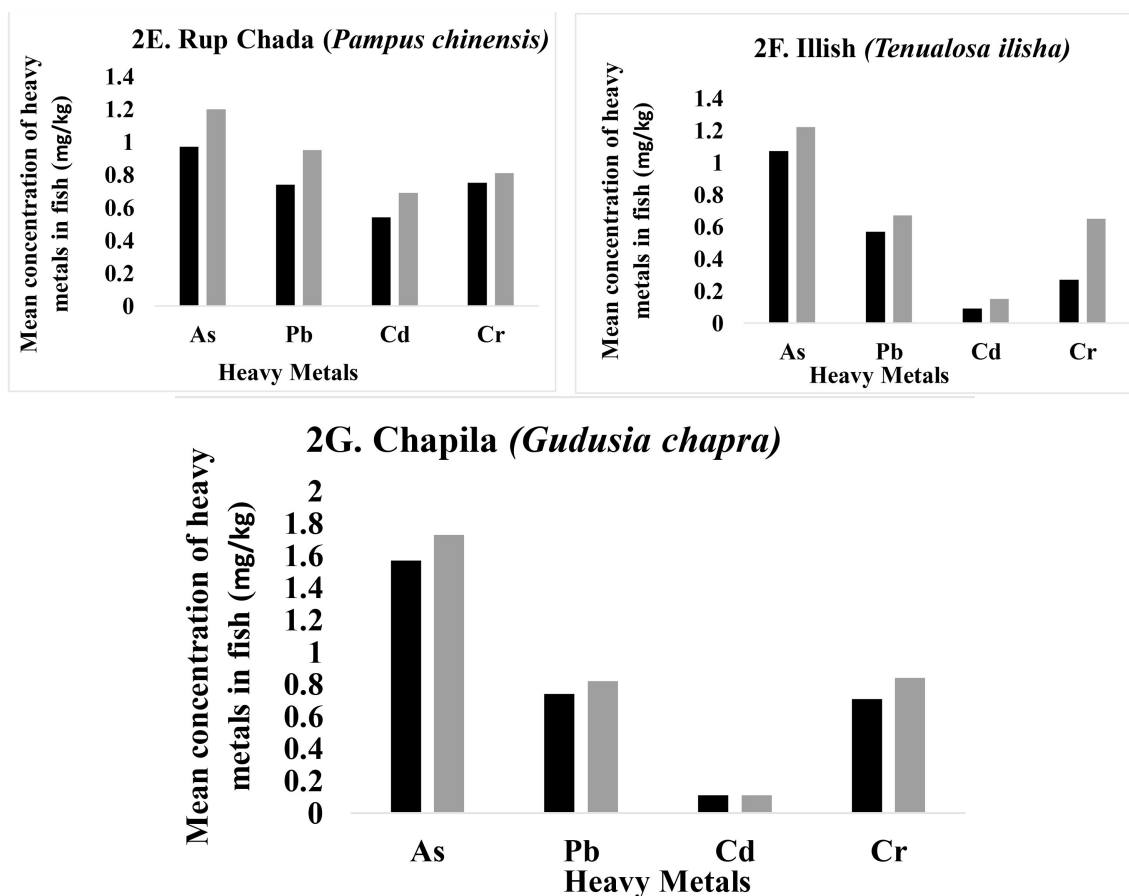 2E. Rup Chada (Pampus chinensis)
Mean concentration of heavy
metals in fish (mg/kg)
1.4
1.2
1
0.8
0.6
0.4
0.2
0
As Pb Cd Cr
Heavy Metals
2F. Illish (Tenualosa ilisha)
Mean concentration of heavy
metals in fish (mg/kg)
1.4
1.2
1
0.8
0.6
0.4
0.2
0
As Pb Cd Cr
Heavy Metals
2G. Chapila (Gudusia chapra)
Mean concentration of heavy
metals in fish (mg/kg)
2
1.8
1.6
1.4
1.2
1
0.8
0.6
0.4
0.2
0
As Pb Cd Cr
Heavy Metals